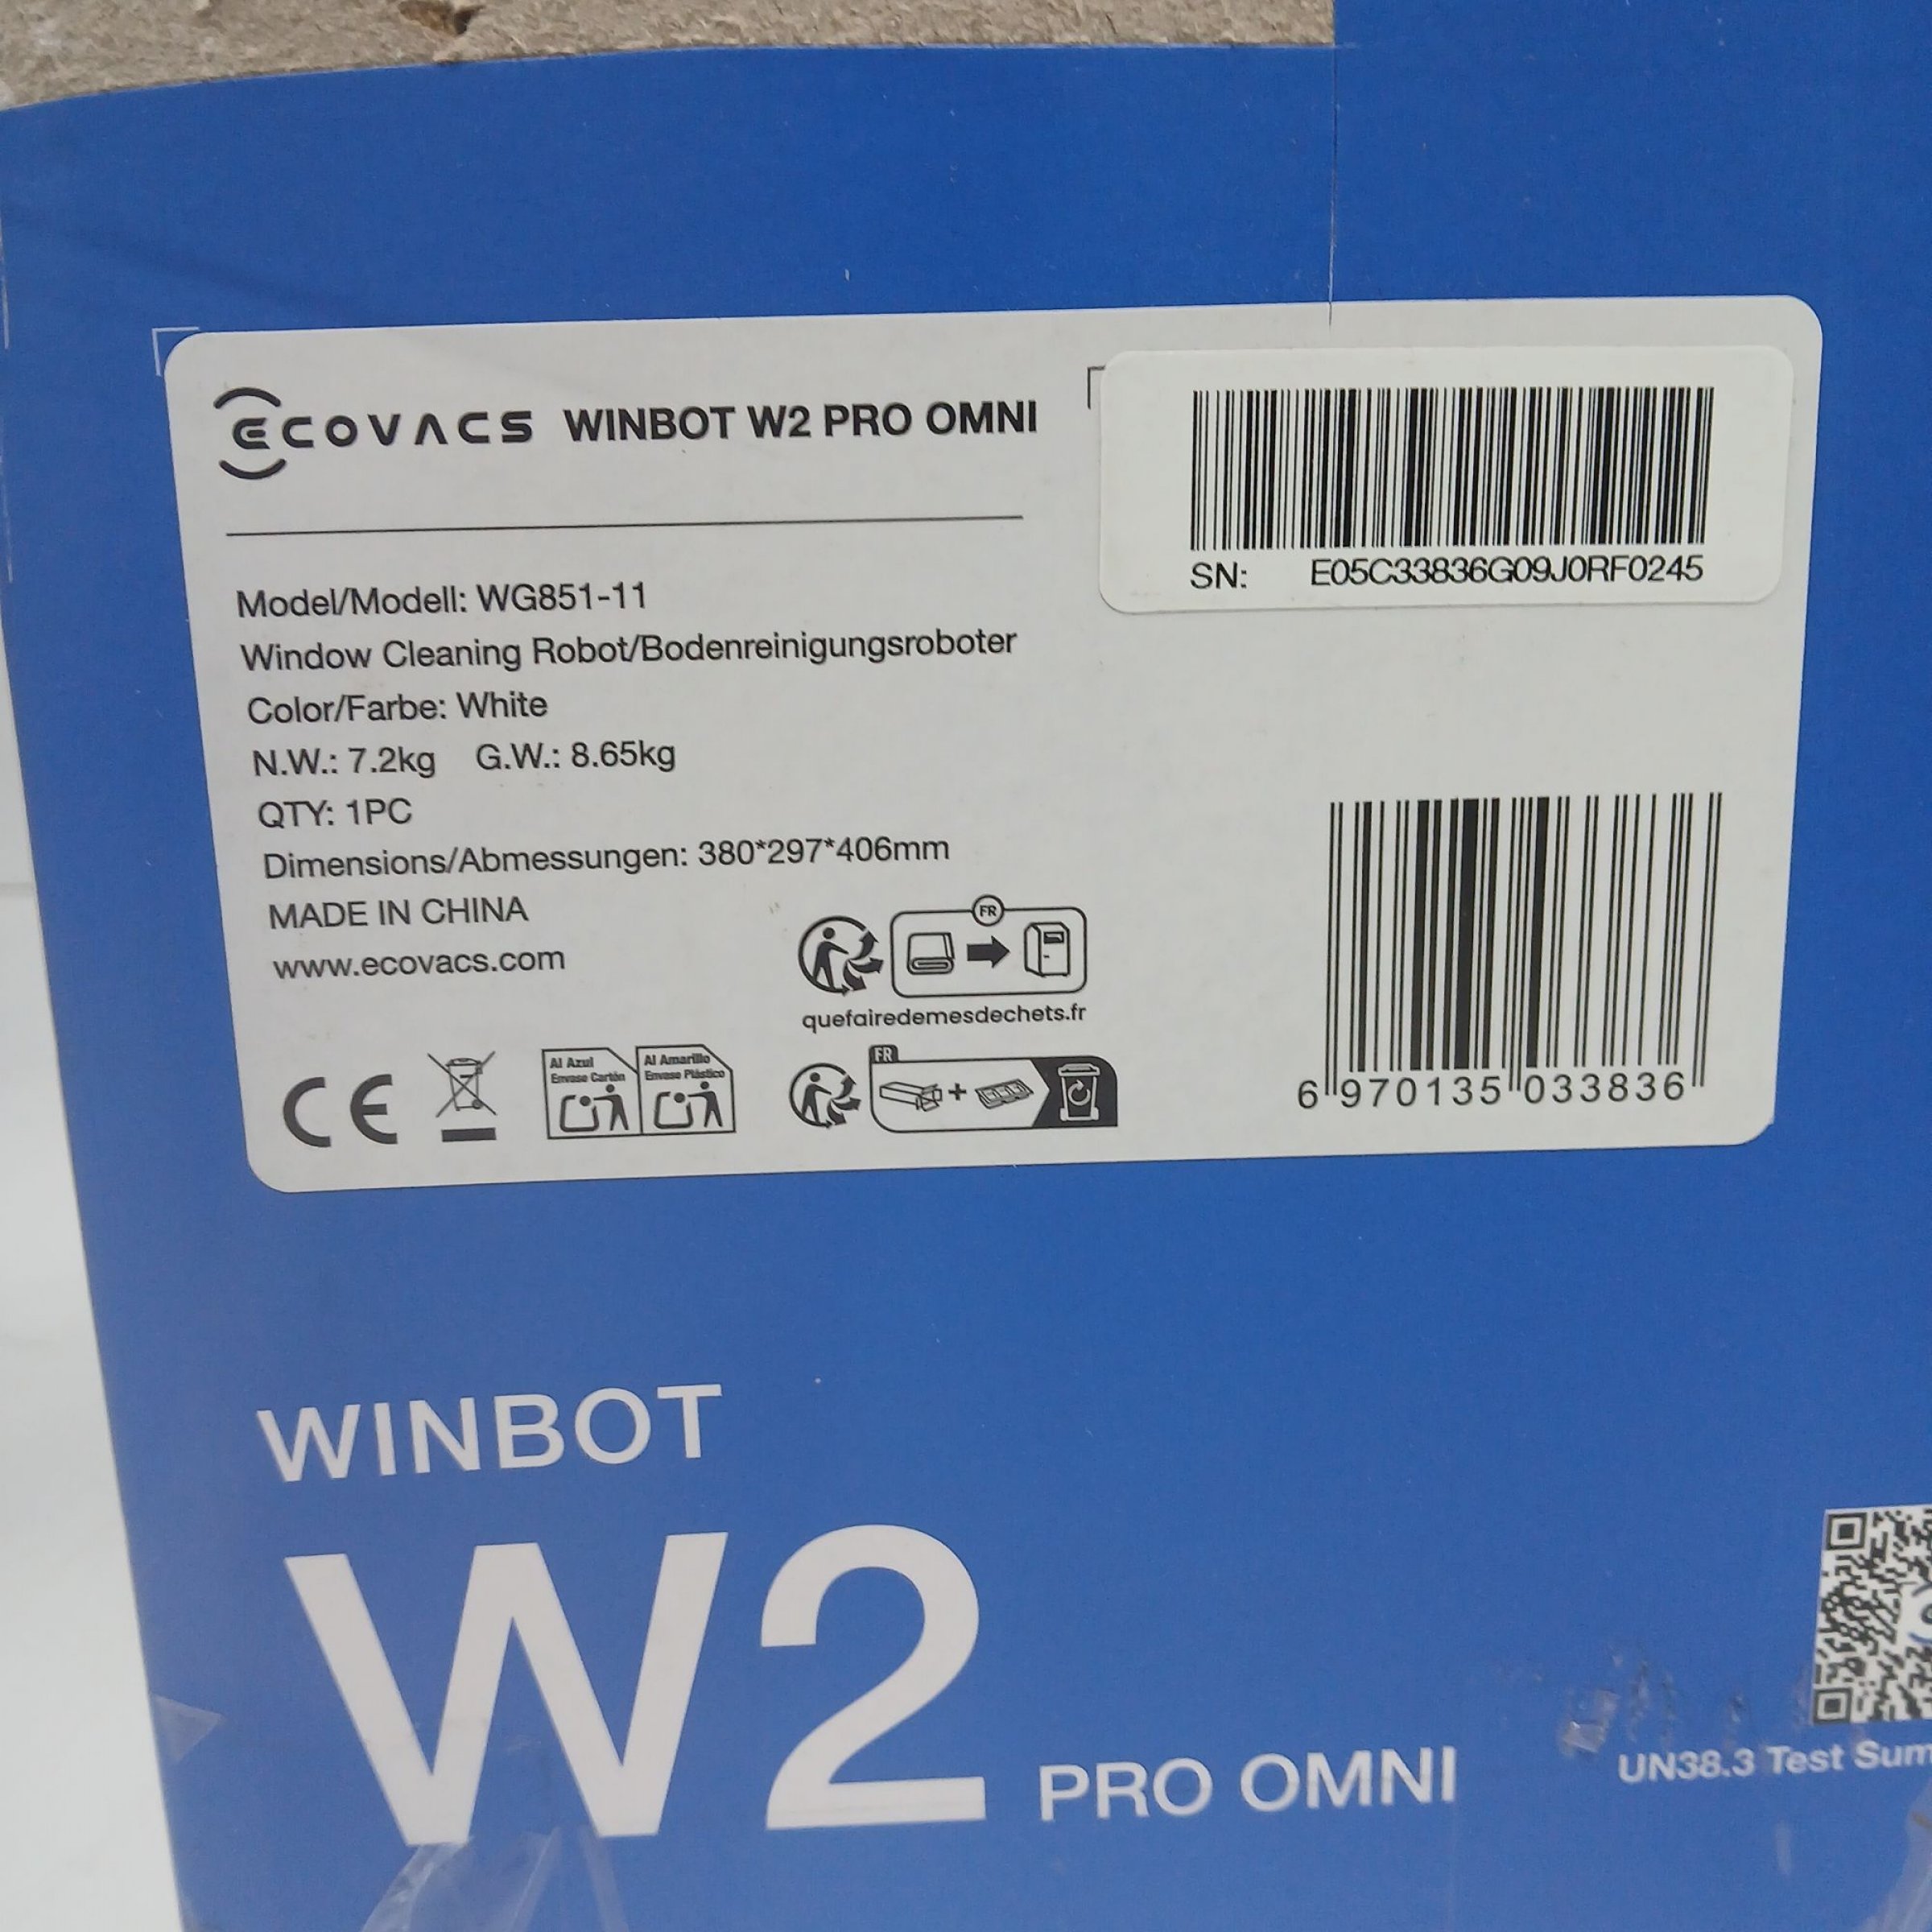 ECOVACS WINBOT W2 PRO OMNI
SN: E05C33836G09J0RF0245
Model/Modell: WG851-11
Window Cleaning Robot/Bodenreinigungsroboter
Color/Farbe: White
N.W.: 7.2kg G.W.: 8.65kg
QTY: 1PC
Dimensions/Abmessungen: 380*297*406mm
MADE IN CHINA
www.ecovacs.com
FR
quefairedemesdechets.fr
CE
Al Azul
Envase Cartón
Al Amarillo
Envase Plástico
FR
6 970135 033836
WINBOT
W2 PRO OMNI
UN38.3 Test Sum